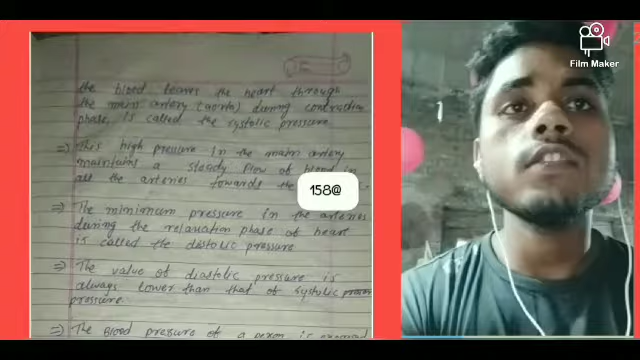 the blood leaves the heart through
the main artery (aorta) during contraction
phase, is called the systolic pressure
⇒ This high pressure in the main artery
maintains a steady flow of blood in
all the arteries towards the
158@
⇒ The minimum pressure in the arteries
during the relaxation phase of heart
is called the distolic pressure
⇒ The value of diastolic pressure is
always lower than that of systolic
pressure
⇒ The Blood pressure of a person is
Film Maker